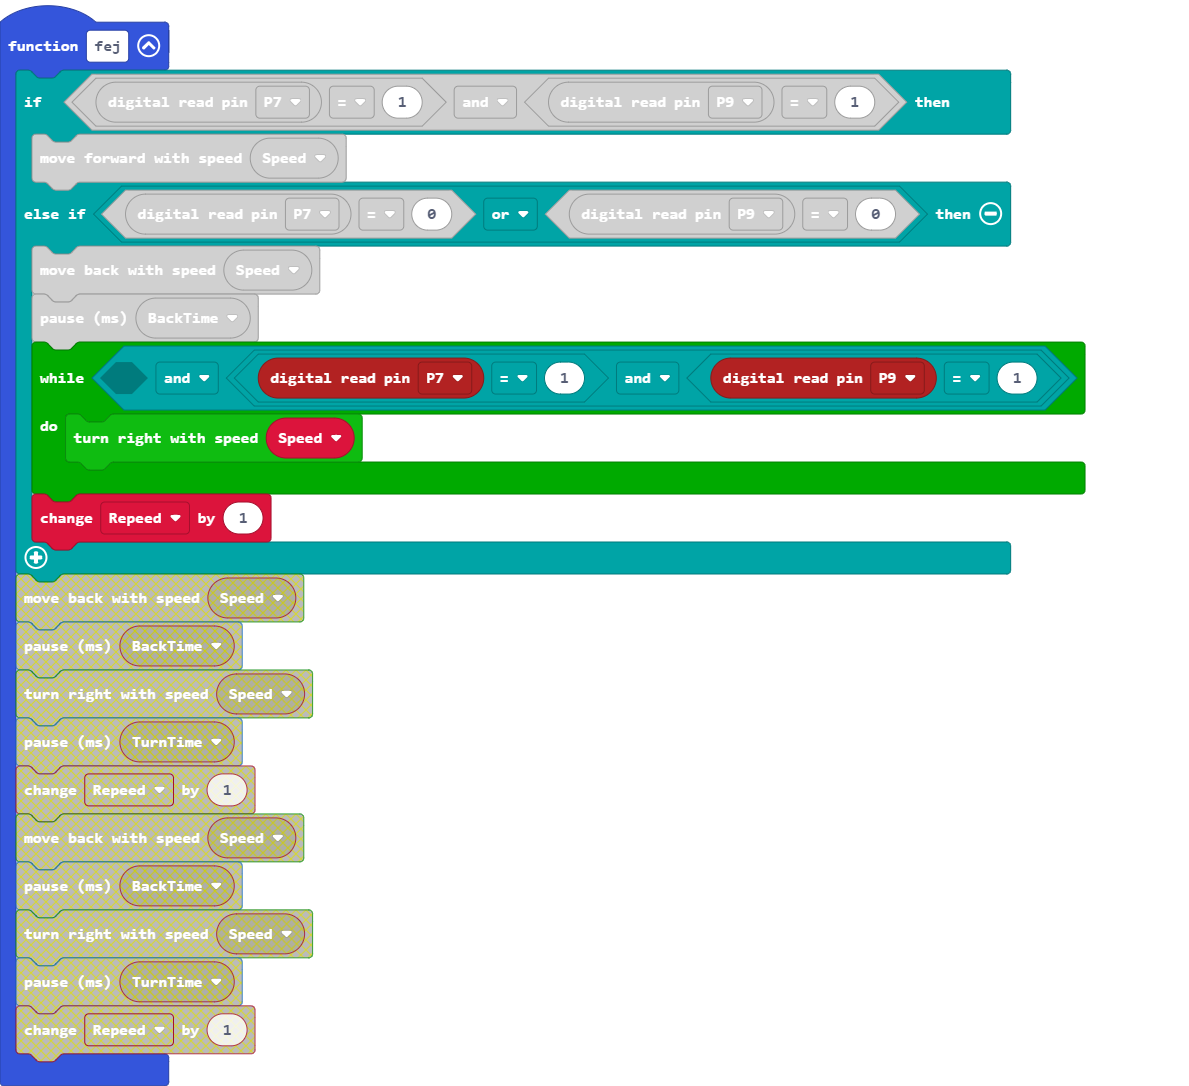 function fej
if digital read pin P7 = 1 and digital read pin P9 = 1 then
move forward with speed Speed
else if digital read pin P7 = 0 or digital read pin P9 = 0 then
move back with speed Speed
pause (ms) BackTime
while and digital read pin P7 = 1 and digital read pin P9 = 1
do turn right with speed Speed
change Repeed by 1
move back with speed Speed
pause (ms) BackTime
turn right with speed Speed
pause (ms) TurnTime
change Repeed by 1
move back with speed Speed
pause (ms) BackTime
turn right with speed Speed
pause (ms) TurnTime
change Repeed by 1